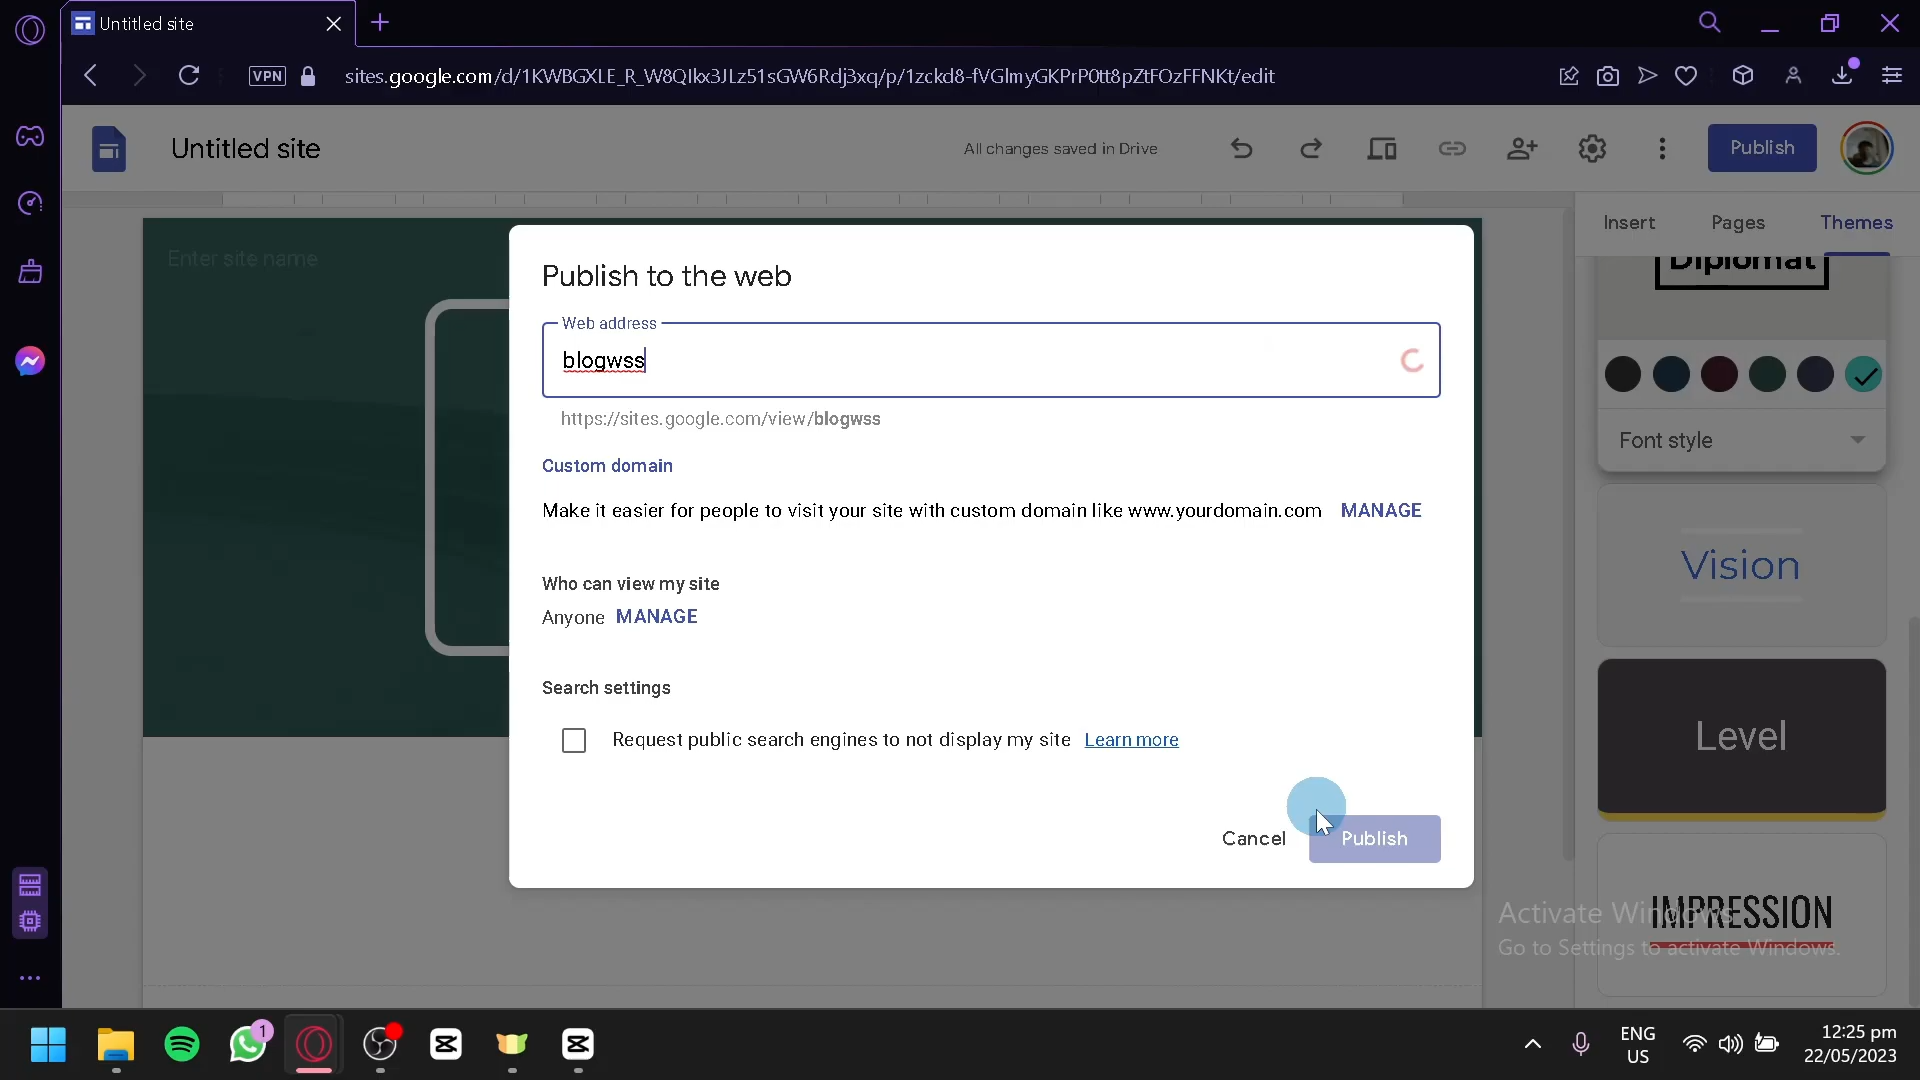 Untitled site
VPN
sites.google.com/d/1KWBGXLE_R_W8QIkx3JLz51sGW6Rdj3xq/p/1zckd8-fVGlmyGKPrP0tt8pZtFOzFFNKt/edit
Untitled site
All changes saved in Drive
Publish
Insert
Pages
Themes
Enter site name
Diplomat
Publish to the web
Web address
blogwss
https://sites.google.com/view/blogwss
Font style
Custom domain
Make it easier for people to visit your site with custom domain like www.yourdomain.com MANAGE
Vision
Who can view my site
Anyone MANAGE
Search settings
Request public search engines to not display my site Learn more
Level
Cancel
Publish
IMPRESSION
Activate Windows
Go to Settings to activate Windows.
1
ENG
US
12:25 pm
22/05/2023